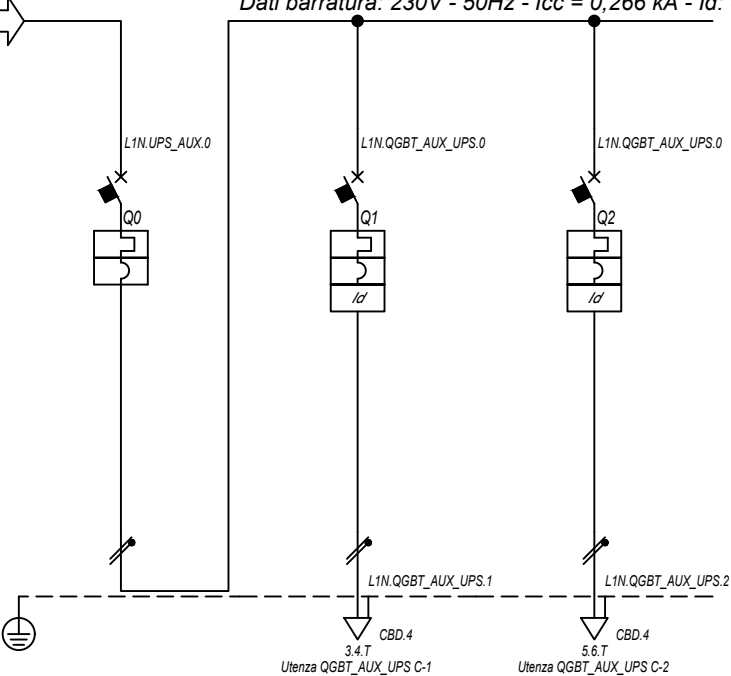 Dati barratura: 230V - 50Hz - Icc = 0,266 kA - Id:
L1N.UPS_AUX.0
L1N.QGBT_AUX_UPS.0
L1N.QGBT_AUX_UPS.0
Q0
Q1
Q2
Id
Id
L1N.QGBT_AUX_UPS.1
L1N.QGBT_AUX_UPS.2
CBD.4
CBD.4
3.4.T
5.6.T
Utenza QGBT_AUX_UPS C-1
Utenza QGBT_AUX_UPS C-2